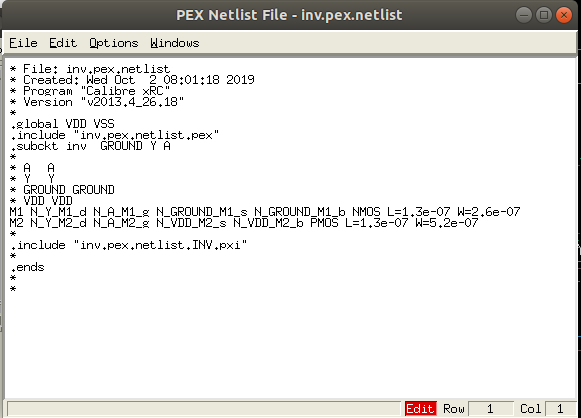 PEX Netlist File - inv.pex.netlist
File Edit Options Windows
* File: inv.pex.netlist
* Created: Wed Oct  2 08:01:18 2019
* Program "Calibre xRC"
* Version "v2013.4_26.18"
*
.global VDD VSS
.include "inv.pex.netlist.pex"
.subckt inv  GROUND Y A
*
* A  A
* Y  Y
* GROUND GROUND
* VDD VDD
M1 N_Y_M1_d N_A_M1_g N_GROUND_M1_s N_GROUND_M1_b NMOS L=1.3e-07 W=2.6e-07
M2 N_Y_M2_d N_A_M2_g N_VDD_M2_s N_VDD_M2_b PMOS L=1.3e-07 W=5.2e-07
*
.include "inv.pex.netlist.INV.pxi"
*
.ends
*
*
Edit Row 1 Col 1